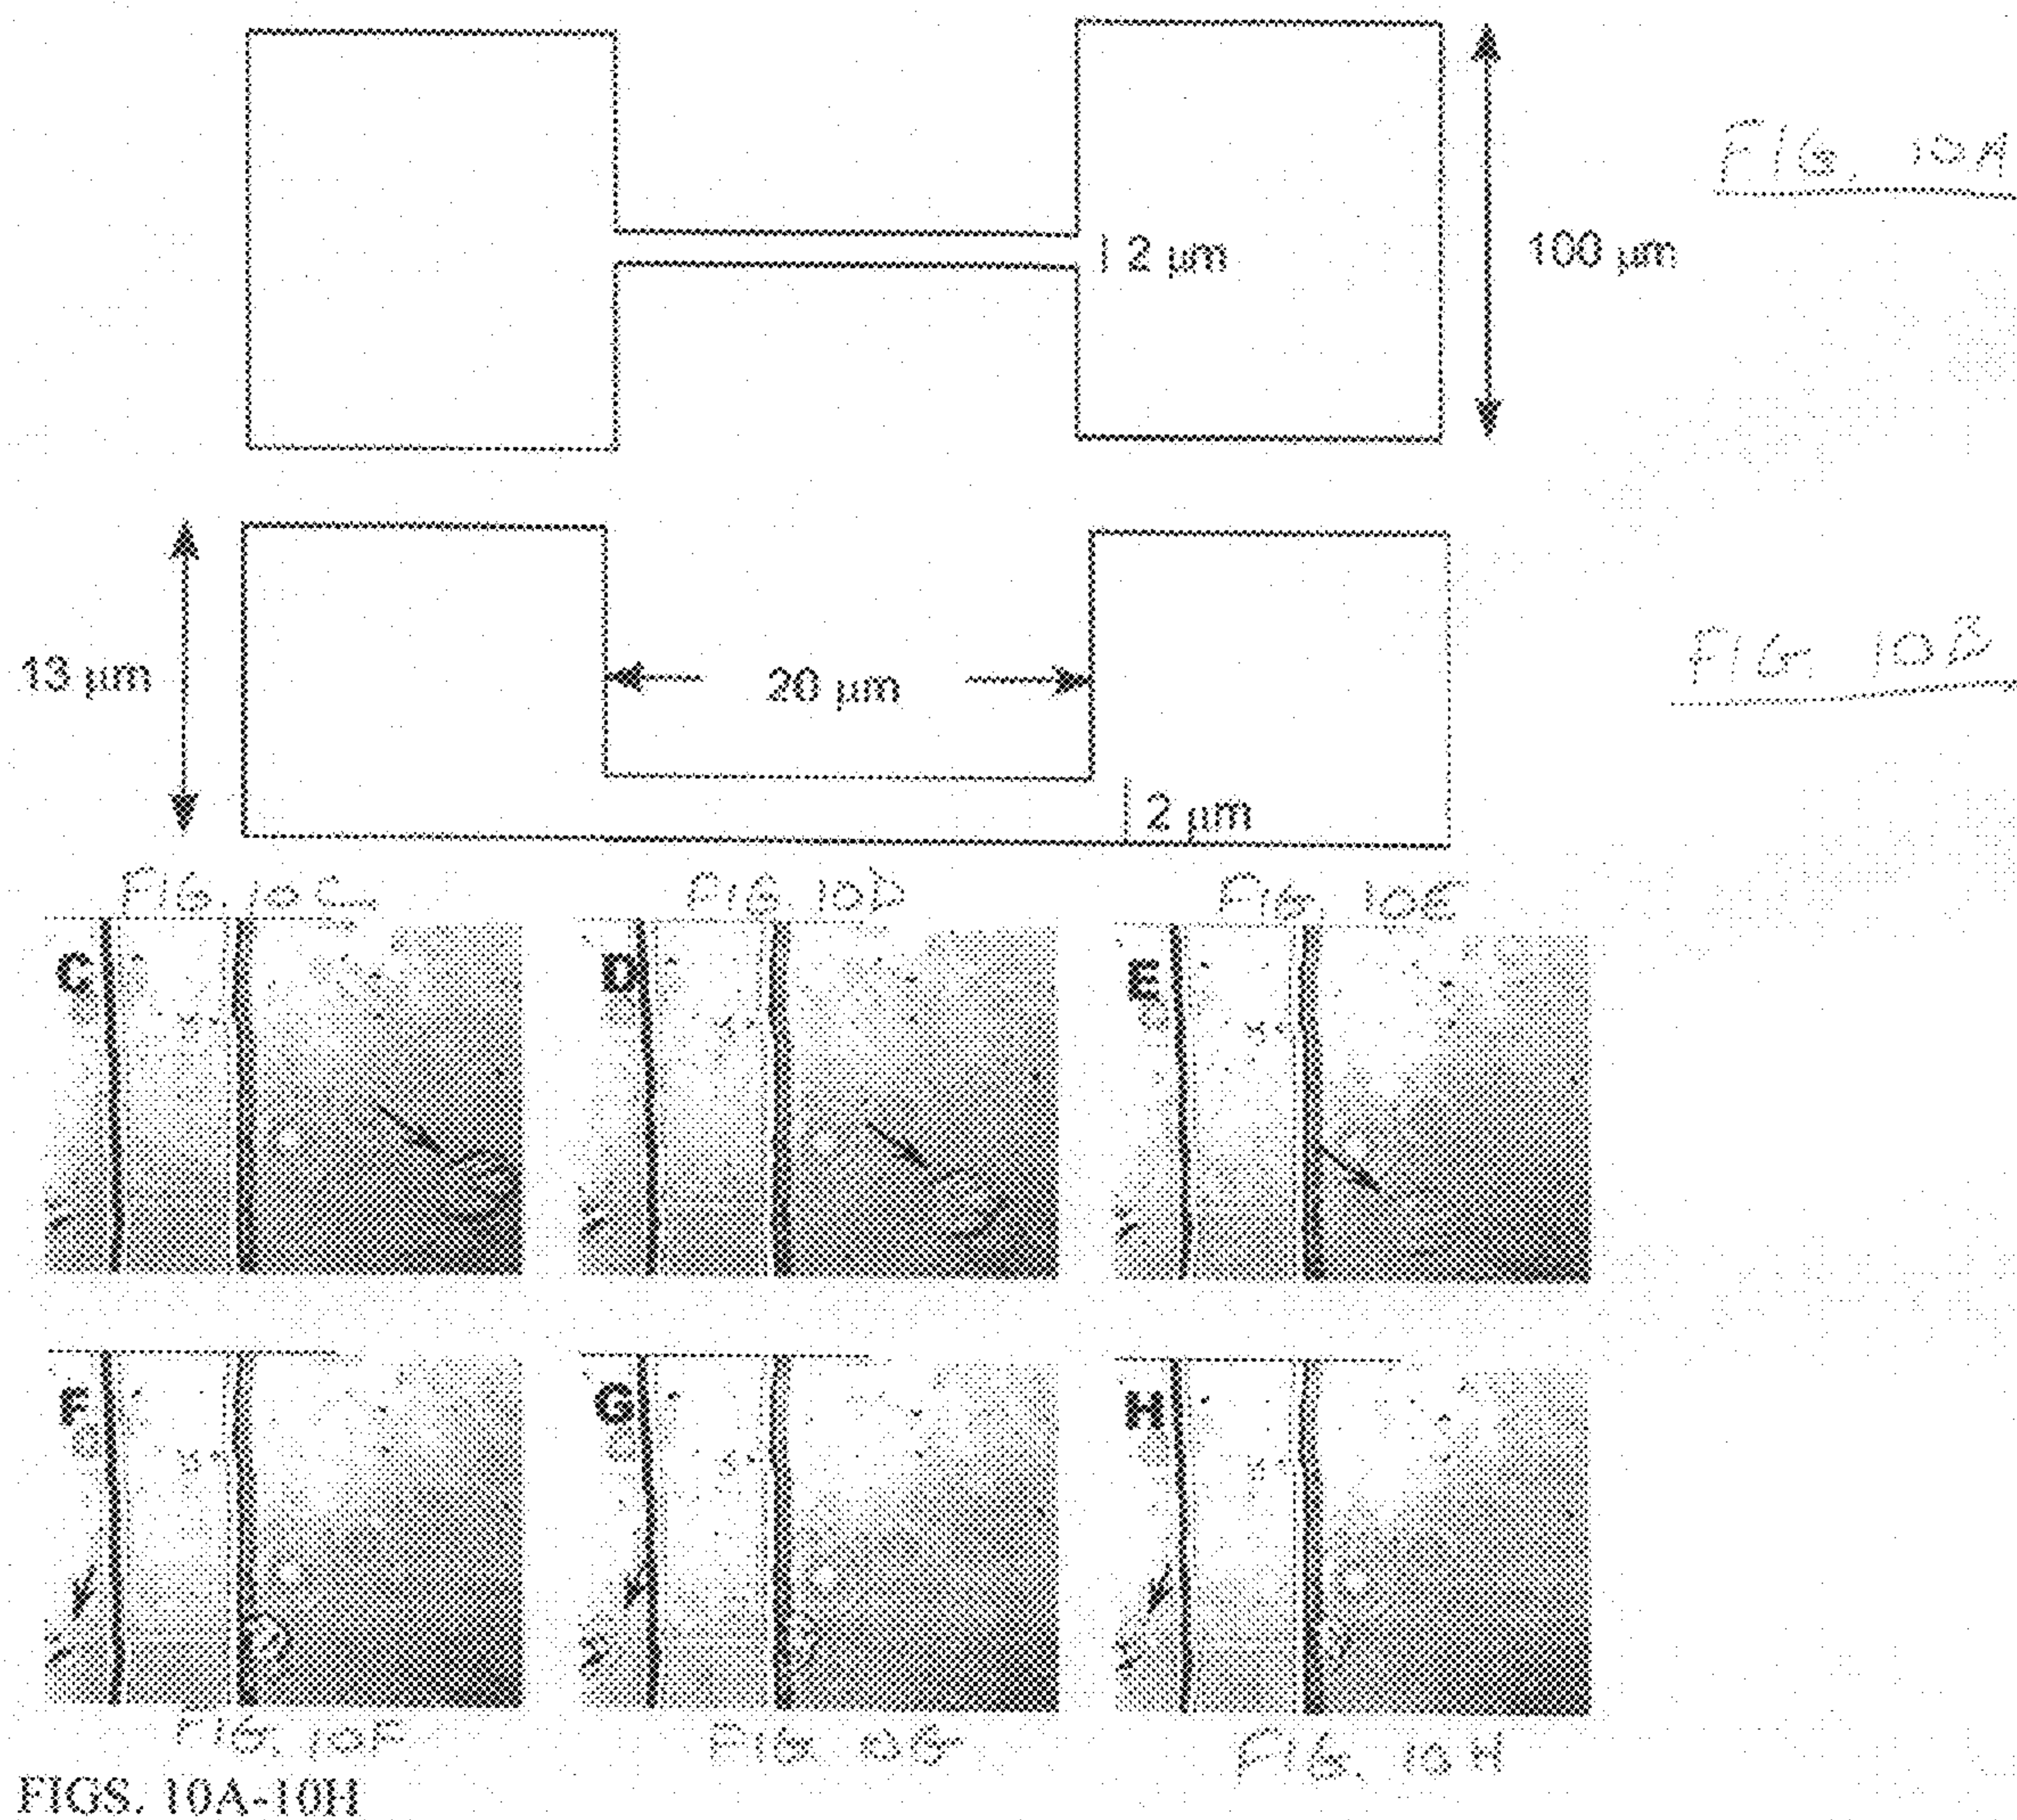 FIG. 10A
2 µm
100 µm
FIG. 10B
13 µm
20 µm
2 µm
FIG. 10C
FIG. 10D
FIG. 10E
C
D
E
F
G
H
FIG. 10F
FIG. 10G
FIG. 10H
FIGS. 10A-10H